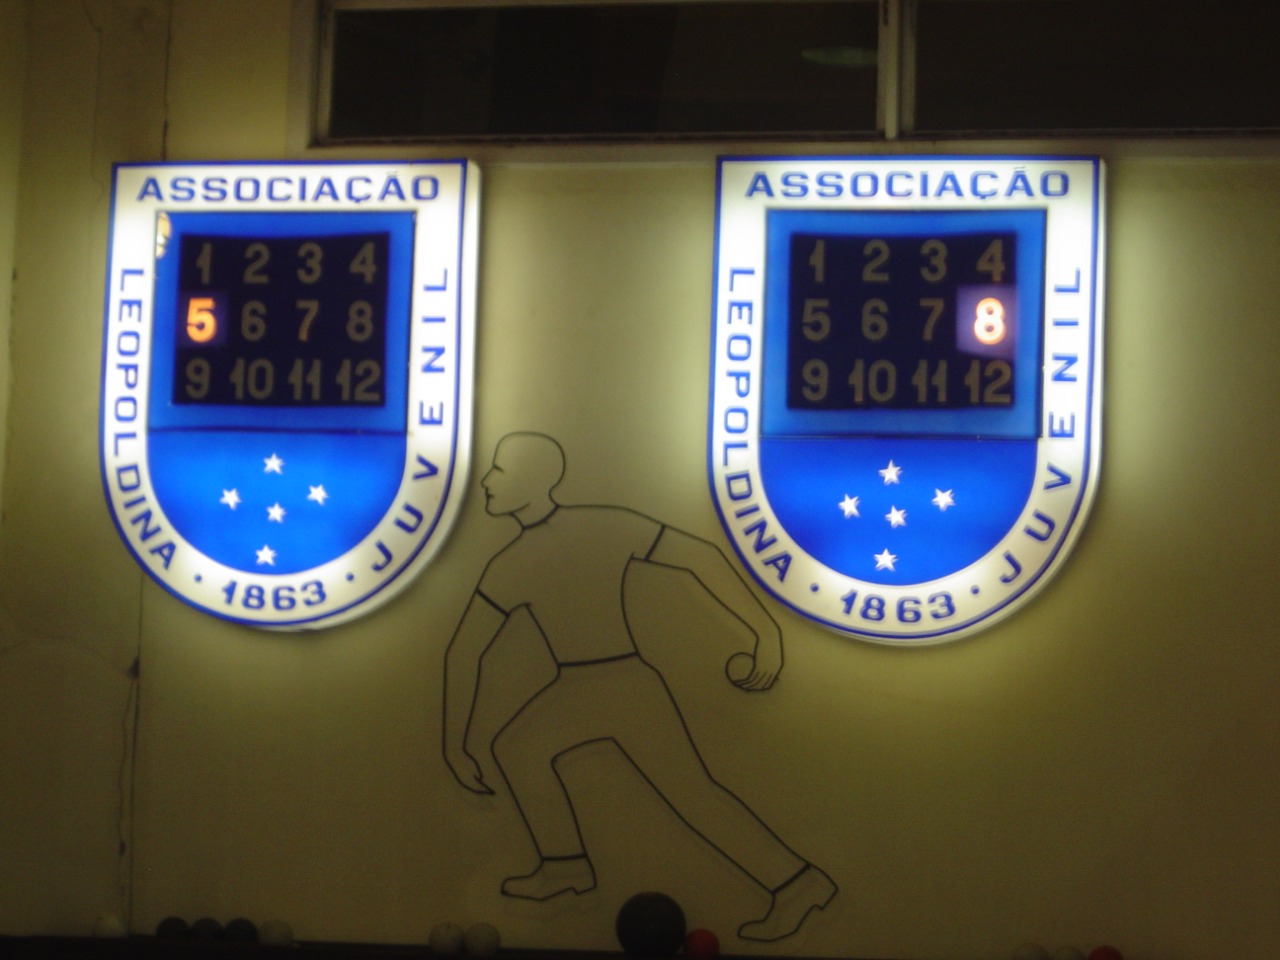 ASSOCIAÇÃO
1 2 3 4
5 6 7 8
9 10 11 12
LEOPOLDINA · 1863 · JUVENIL
ASSOCIAÇÃO
1 2 3 4
5 6 7 8
9 10 11 12
LEOPOLDINA · 1863 · JUVENIL